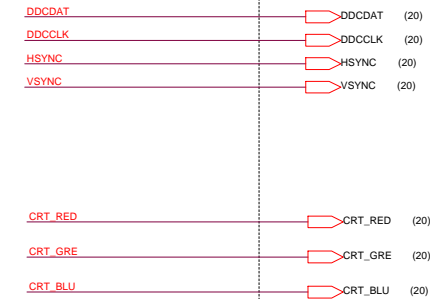 DDCDAT DDCDAT (20)
DDCCLK DDCCLK (20)
HSYNC HSYNC (20)
VSYNC VSYNC (20)
CRT_RED CRT_RED (20)
CRT_GRE CRT_GRE (20)
CRT_BLU CRT_BLU (20)